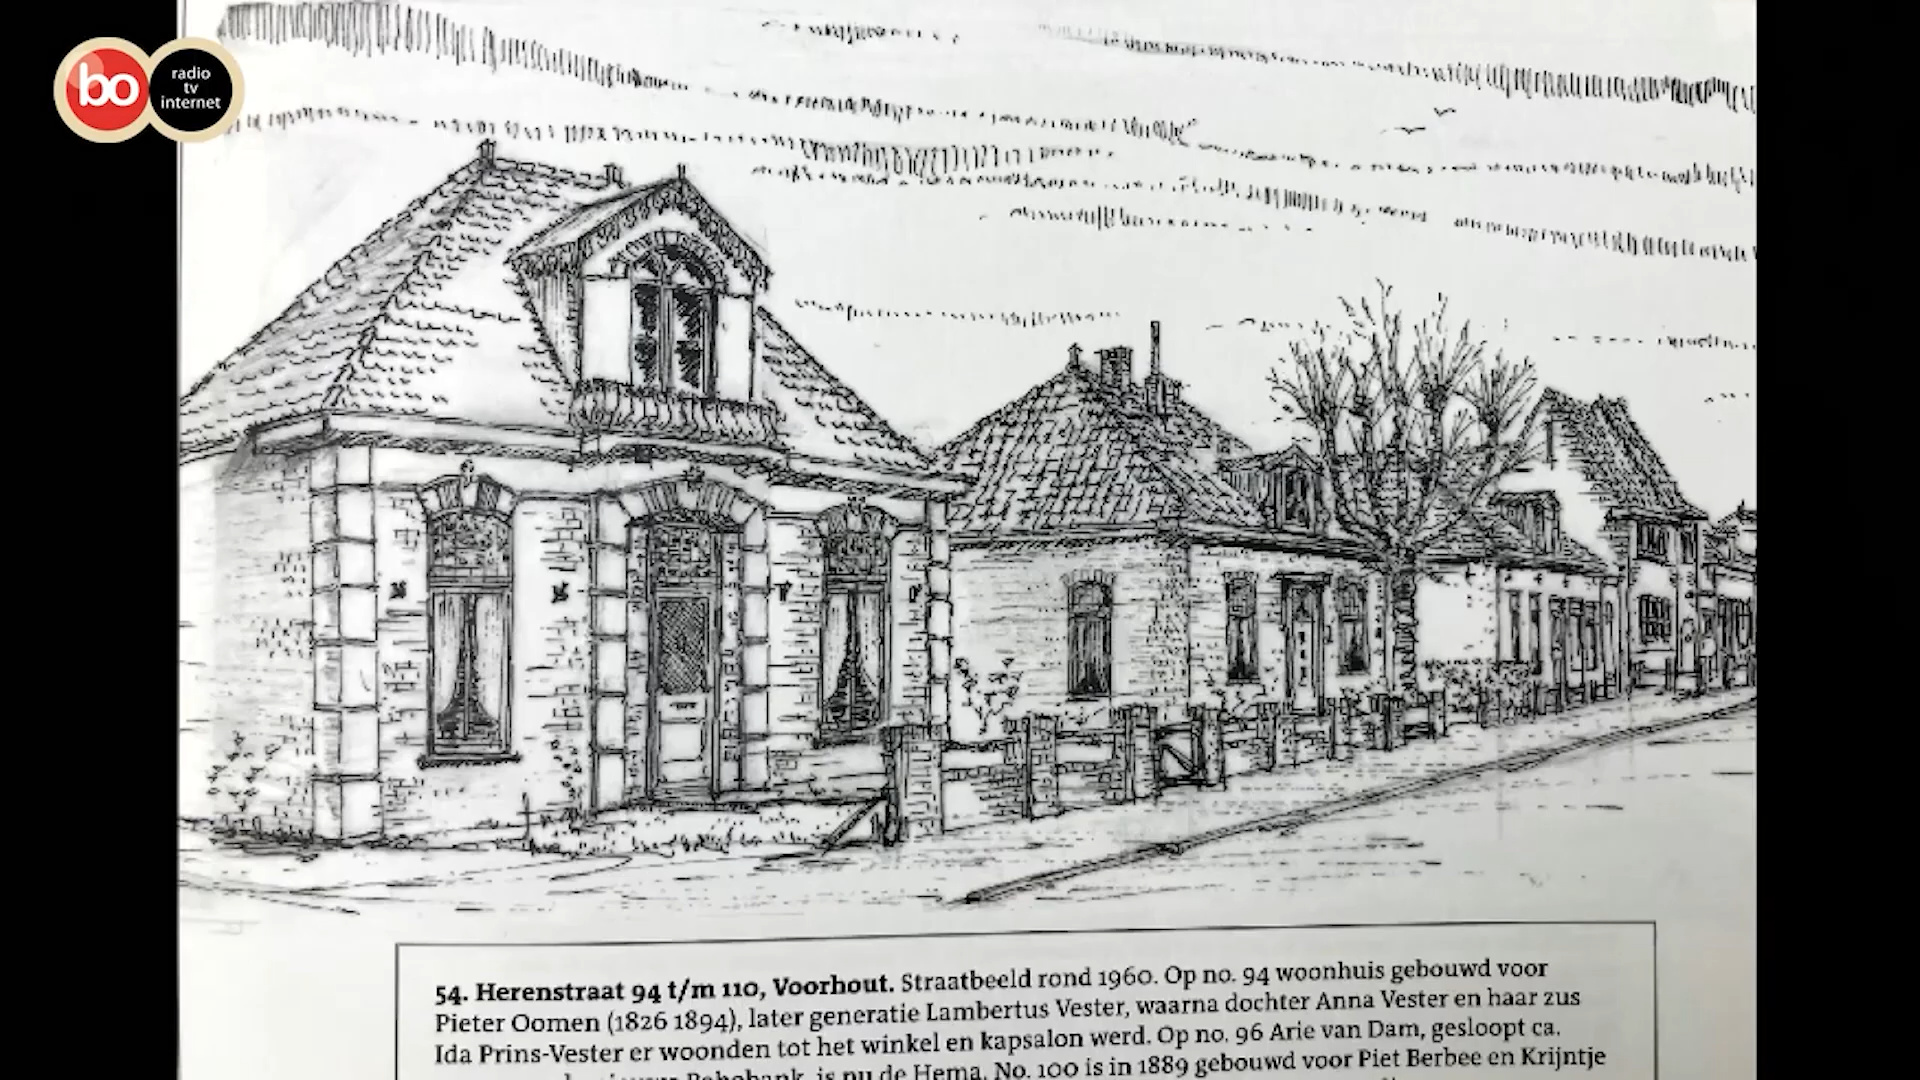 bo
radio
tv
internet
54. Herenstraat 94 t/m 110, Voorhout. Straatbeeld rond 1960. Op no. 94 woonhuis gebouwd voor
Pieter Oomen (1826 1894), later generatie Lambertus Vester, waarna dochter Anna Vester en haar zus
Ida Prins-Vester er woonden tot het winkel en kapsalon werd. Op no. 96 Arie van Dam, gesloopt ca.
Rabobank, is nu de Hema. No. 100 is in 1889 gebouwd voor Piet Berbee en Krijntje